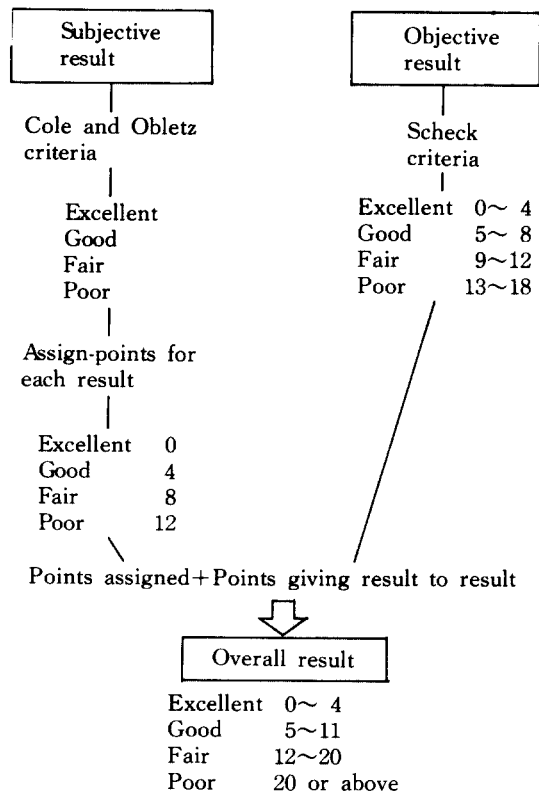 Subjective
result
Cole and Obletz
criteria
Excellent
Good
Fair
Poor
Assign-points for
each result
Excellent 0
Good 4
Fair 8
Poor 12
Objective
result
Scheck
criteria
Excellent 0~ 4
Good 5~ 8
Fair 9~12
Poor 13~18
Points assigned+Points giving result to result
Overall result
Excellent 0~ 4
Good 5~11
Fair 12~20
Poor 20 or above